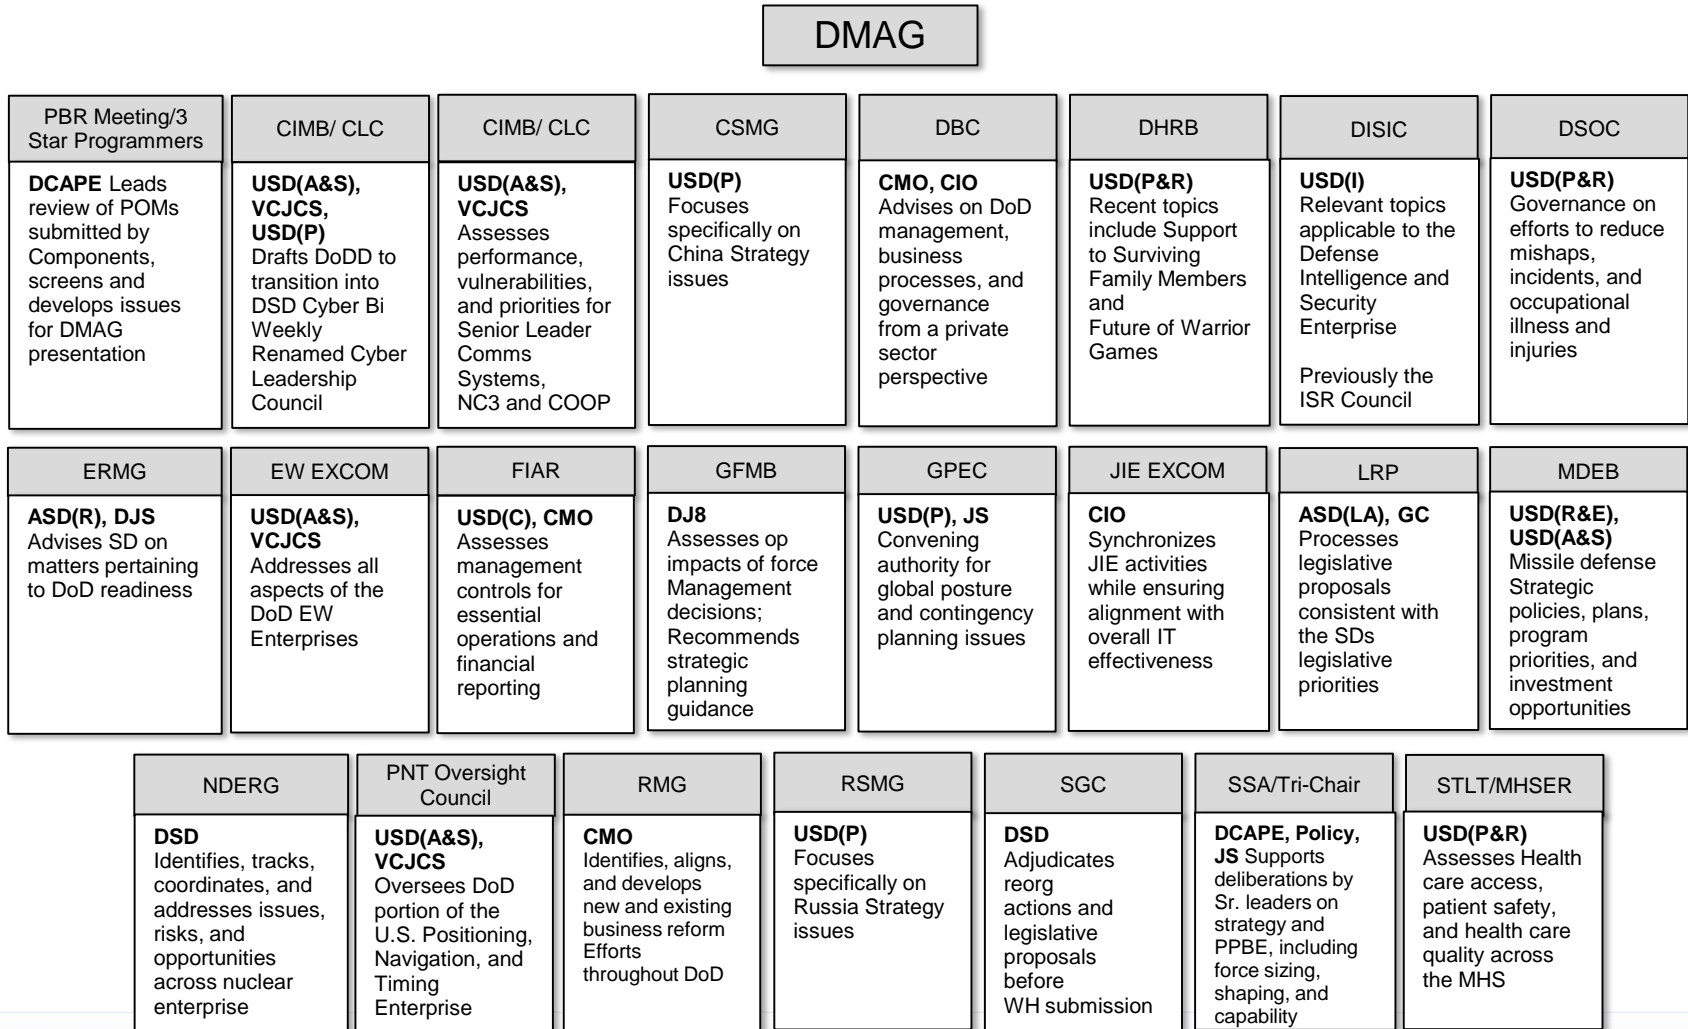 DMAG
PBR Meeting/3
Star Programmers
DCAPE Leads
review of POMs
submitted by
Components,
screens and
develops issues
for DMAG
presentation
CIMB/ CLC
USD(A&S),
VCJCS,
USD(P)
Drafts DoDD to
transition into
DSD Cyber Bi
Weekly
Renamed Cyber
Leadership
Council
CIMB/ CLC
USD(A&S),
VCJCS
Assesses
performance,
vulnerabilities,
and priorities for
Senior Leader
Comms
Systems,
NC3 and COOP
CSMG
USD(P)
Focuses
specifically on
China Strategy
issues
DBC
CMO, CIO
Advises on DoD
management,
business
processes, and
governance
from a private
sector
perspective
DHRB
USD(P&R)
Recent topics
include Support
to Surviving
Family Members
and
Future of Warrior
Games
DISIC
USD(I)
Relevant topics
applicable to the
Defense
Intelligence and
Security
Enterprise
Previously the
ISR Council
DSOC
USD(P&R)
Governance on
efforts to reduce
mishaps,
incidents, and
occupational
illness and
injuries
ERMG
ASD(R), DJS
Advises SD on
matters pertaining
to DoD readiness
EW EXCOM
USD(A&S),
VCJCS
Addresses all
aspects of the
DoD EW
Enterprises
FIAR
USD(C), CMO
Assesses
management
controls for
essential
operations and
financial
reporting
GFMB
DJ8
Assesses op
impacts of force
Management
decisions;
Recommends
strategic
planning
guidance
GPEC
USD(P), JS
Convening
authority for
global posture
and contingency
planning issues
JIE EXCOM
CIO
Synchronizes
JIE activities
while ensuring
alignment with
overall IT
effectiveness
LRP
ASD(LA), GC
Processes
legislative
proposals
consistent with
the SDs
legislative
priorities
MDEB
USD(R&E),
USD(A&S)
Missile defense
Strategic
policies, plans,
program
priorities, and
investment
opportunities
NDERG
DSD
Identifies, tracks,
coordinates, and
addresses issues,
risks, and
opportunities
across nuclear
enterprise
PNT Oversight
Council
USD(A&S),
VCJCS
Oversees DoD
portion of the
U.S. Positioning,
Navigation, and
Timing
Enterprise
RMG
CMO
Identifies, aligns,
and develops
new and existing
business reform
Efforts
throughout DoD
RSMG
USD(P)
Focuses
specifically on
Russia Strategy
issues
SGC
DSD
Adjudicates
reorg
actions and
legislative
proposals
before
WH submission
SSA/Tri-Chair
DCAPE, Policy,
JS Supports
deliberations by
Sr. leaders on
strategy and
PPBE, including
force sizing,
shaping, and
capability
STLT/MHSER
USD(P&R)
Assesses Health
care access,
patient safety,
and health care
quality across
the MHS